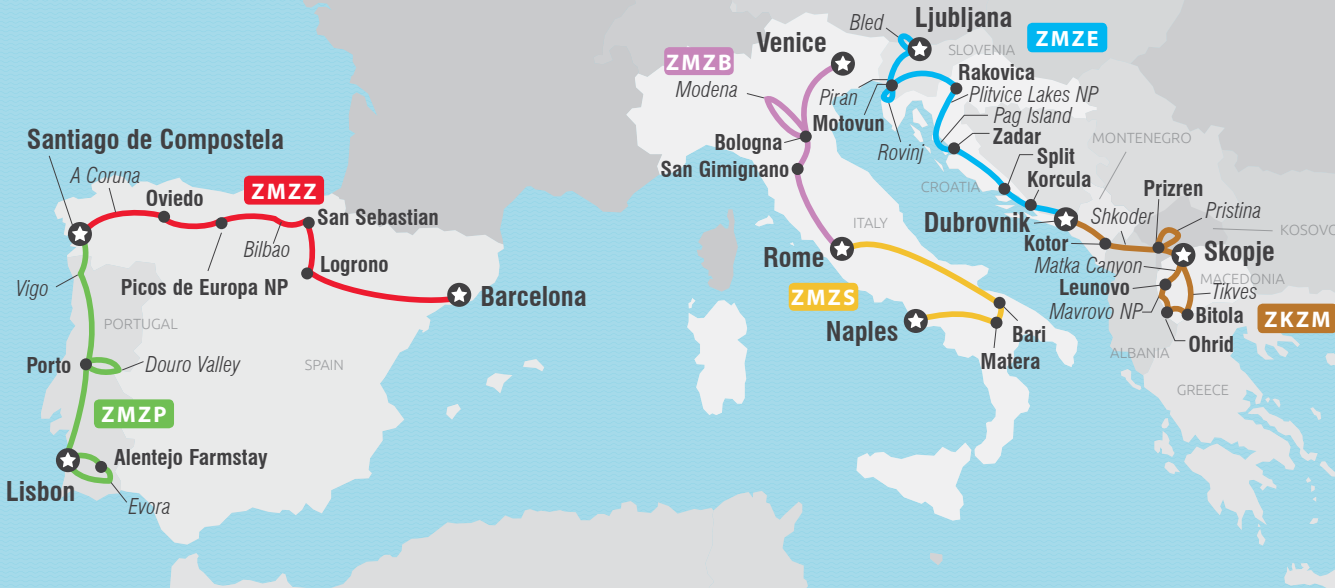 Santiago de Compostela
A Coruna
Oviedo
ZMZZ
San Sebastian
Bilbao
Picos de Europa NP
Logrono
Barcelona
Vigo
PORTUGAL
SPAIN
Porto
Douro Valley
ZMZP
Alentejo Farmstay
Lisbon
Evora
Venice
ZMZB
Modena
Bologna
San Gimignano
ITALY
Rome
ZMZS
Naples
Bari
Matera
Bled
Ljubljana
SLOVENIA
ZMZE
Piran
Motovun
Rovinj
Rakovica
Plitvice Lakes NP
Pag Island
Zadar
Split
Korcula
CROATIA
MONTENEGRO
Dubrovnik
Kotor
Shkoder
Prizren
Pristina
KOSOVO
Skopje
Matka Canyon
MACEDONIA
Leunovo
Tikves
Mavrovo NP
Bitola
ZKZM
Ohrid
ALBANIA
GREECE